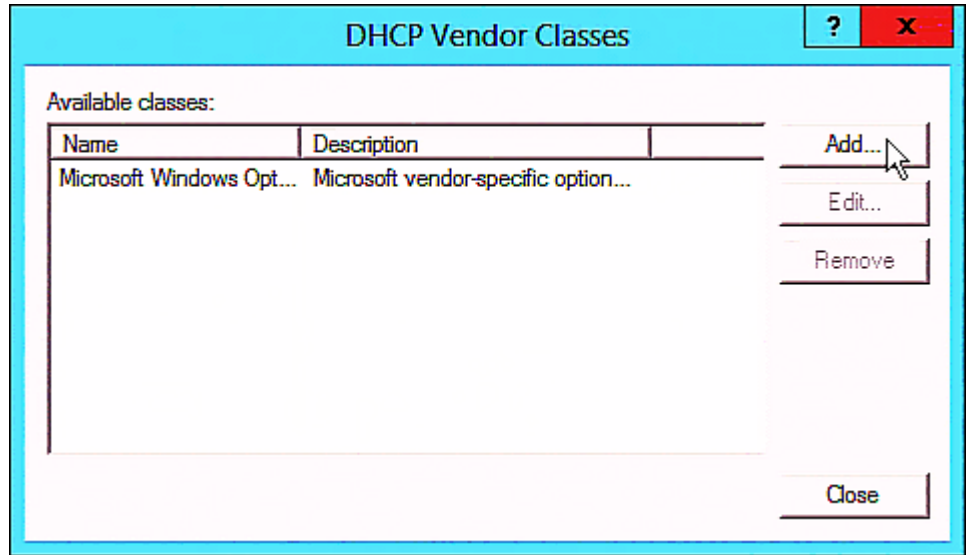 DHCP Vendor Classes
? x
Available classes:
Name Description
Add...
Microsoft Windows Opt... Microsoft vendor-specific option...
Edit...
Remove
Close